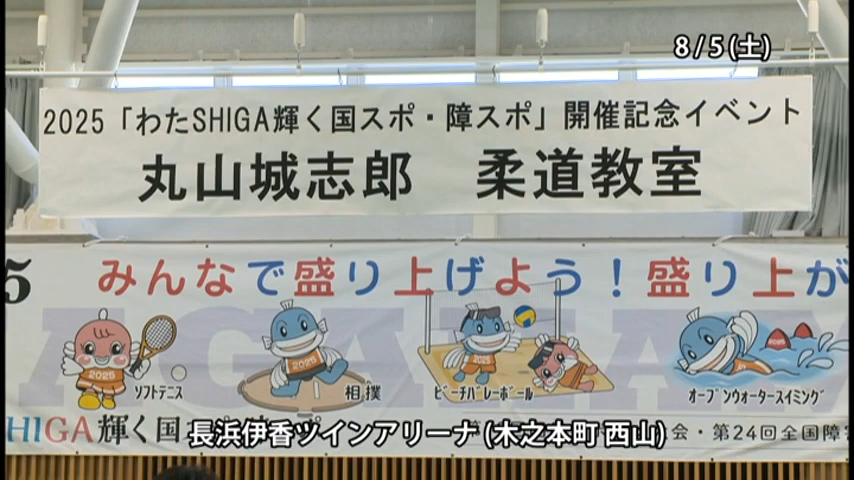 8/5(土)
2025「わたSHIGA輝く国スポ・障スポ」開催記念イベント
丸山城志郎 柔道教室
5 みんなで盛り上げよう！盛り上が
ソフトテニス
相撲
ビーチバレーボール
オープンウォータースイミング
2025
2025
2025
SHIGA輝く国
会・第24回全国障
長浜伊香ツインアリーナ(木之本町 西山)